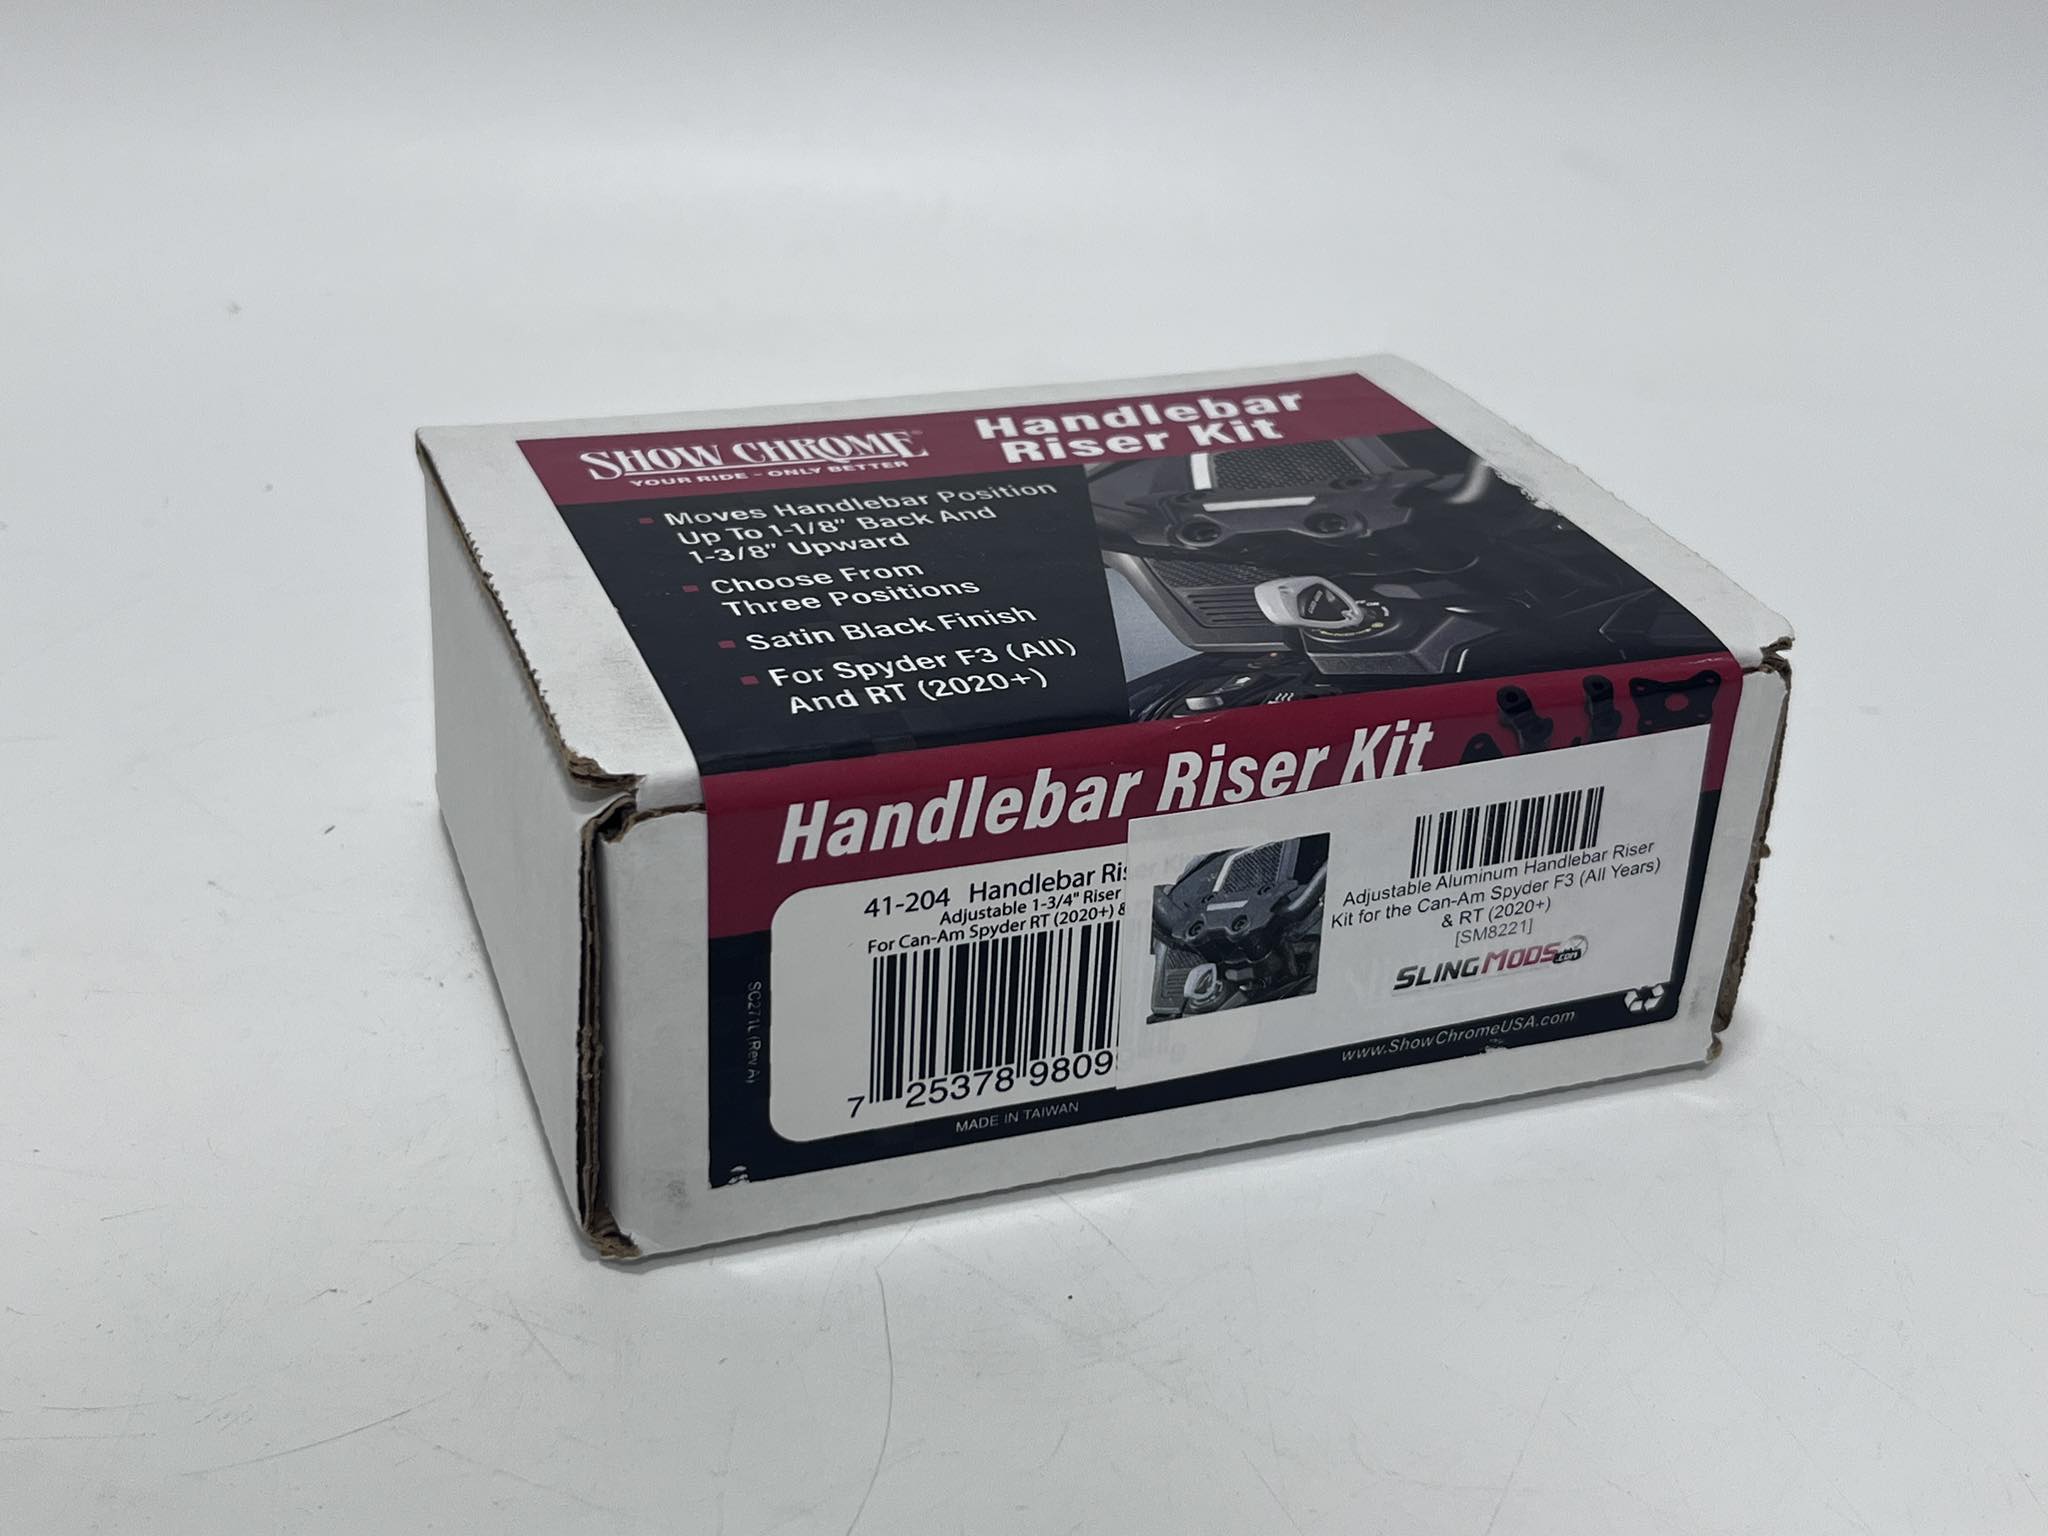 SHOW CHROME®
YOUR RIDE - ONLY BETTER
Handlebar
Riser Kit
Moves Handlebar Position
Up To 1-1/8" Back And
1-3/8" Upward
Choose From
Three Positions
Satin Black Finish
For Spyder F3 (All)
And RT (2020+)
Handlebar Riser Kit
41-204 Handlebar Ris
Adjustable 1-3/4" Riser
For Can-Am Spyder RT (2020+) &
7 25378 9809
SC271L (Rev A)
MADE IN TAIWAN
Adjustable Aluminum Handlebar Riser
Kit for the Can-Am Spyder F3 (All Years)
& RT (2020+)
[SM8221]
SLINGMODS.com
www.ShowChromeUSA.com